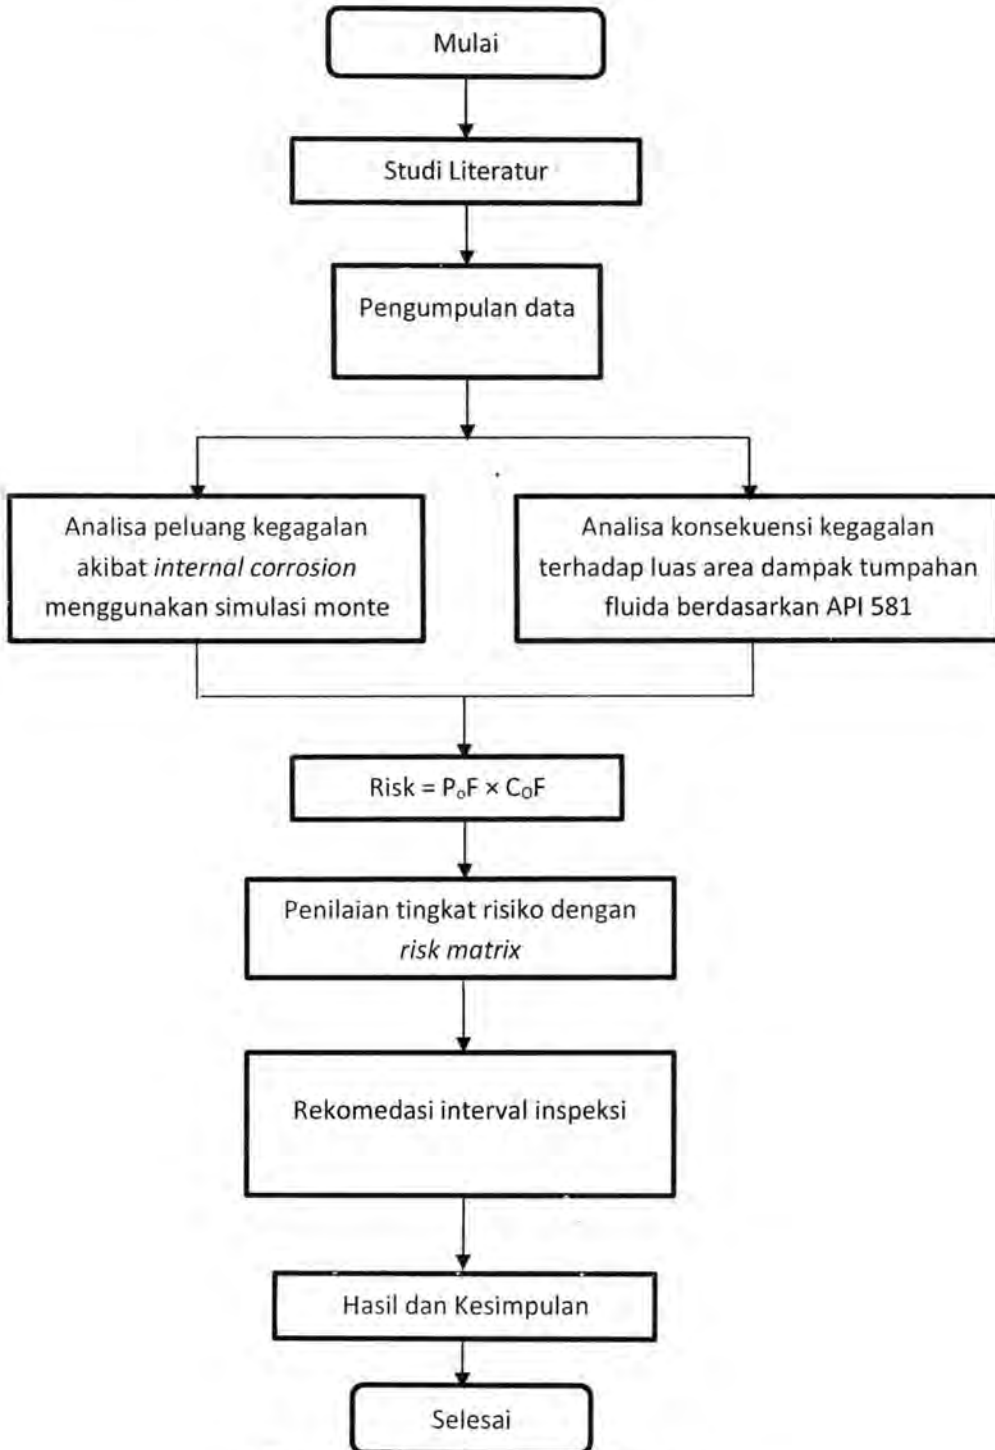 Mulai
Studi Literatur
Pengumpulan data
Analisa peluang kegagalan
akibat internal corrosion
menggunakan simulasi monte
Analisa konsekuensi kegagalan
terhadap luas area dampak tumpahan
fluida berdasarkan API 581
Risk = PₒF × CₒF
Penilaian tingkat risiko dengan
risk matrix
Rekomedasi interval inspeksi
Hasil dan Kesimpulan
Selesai